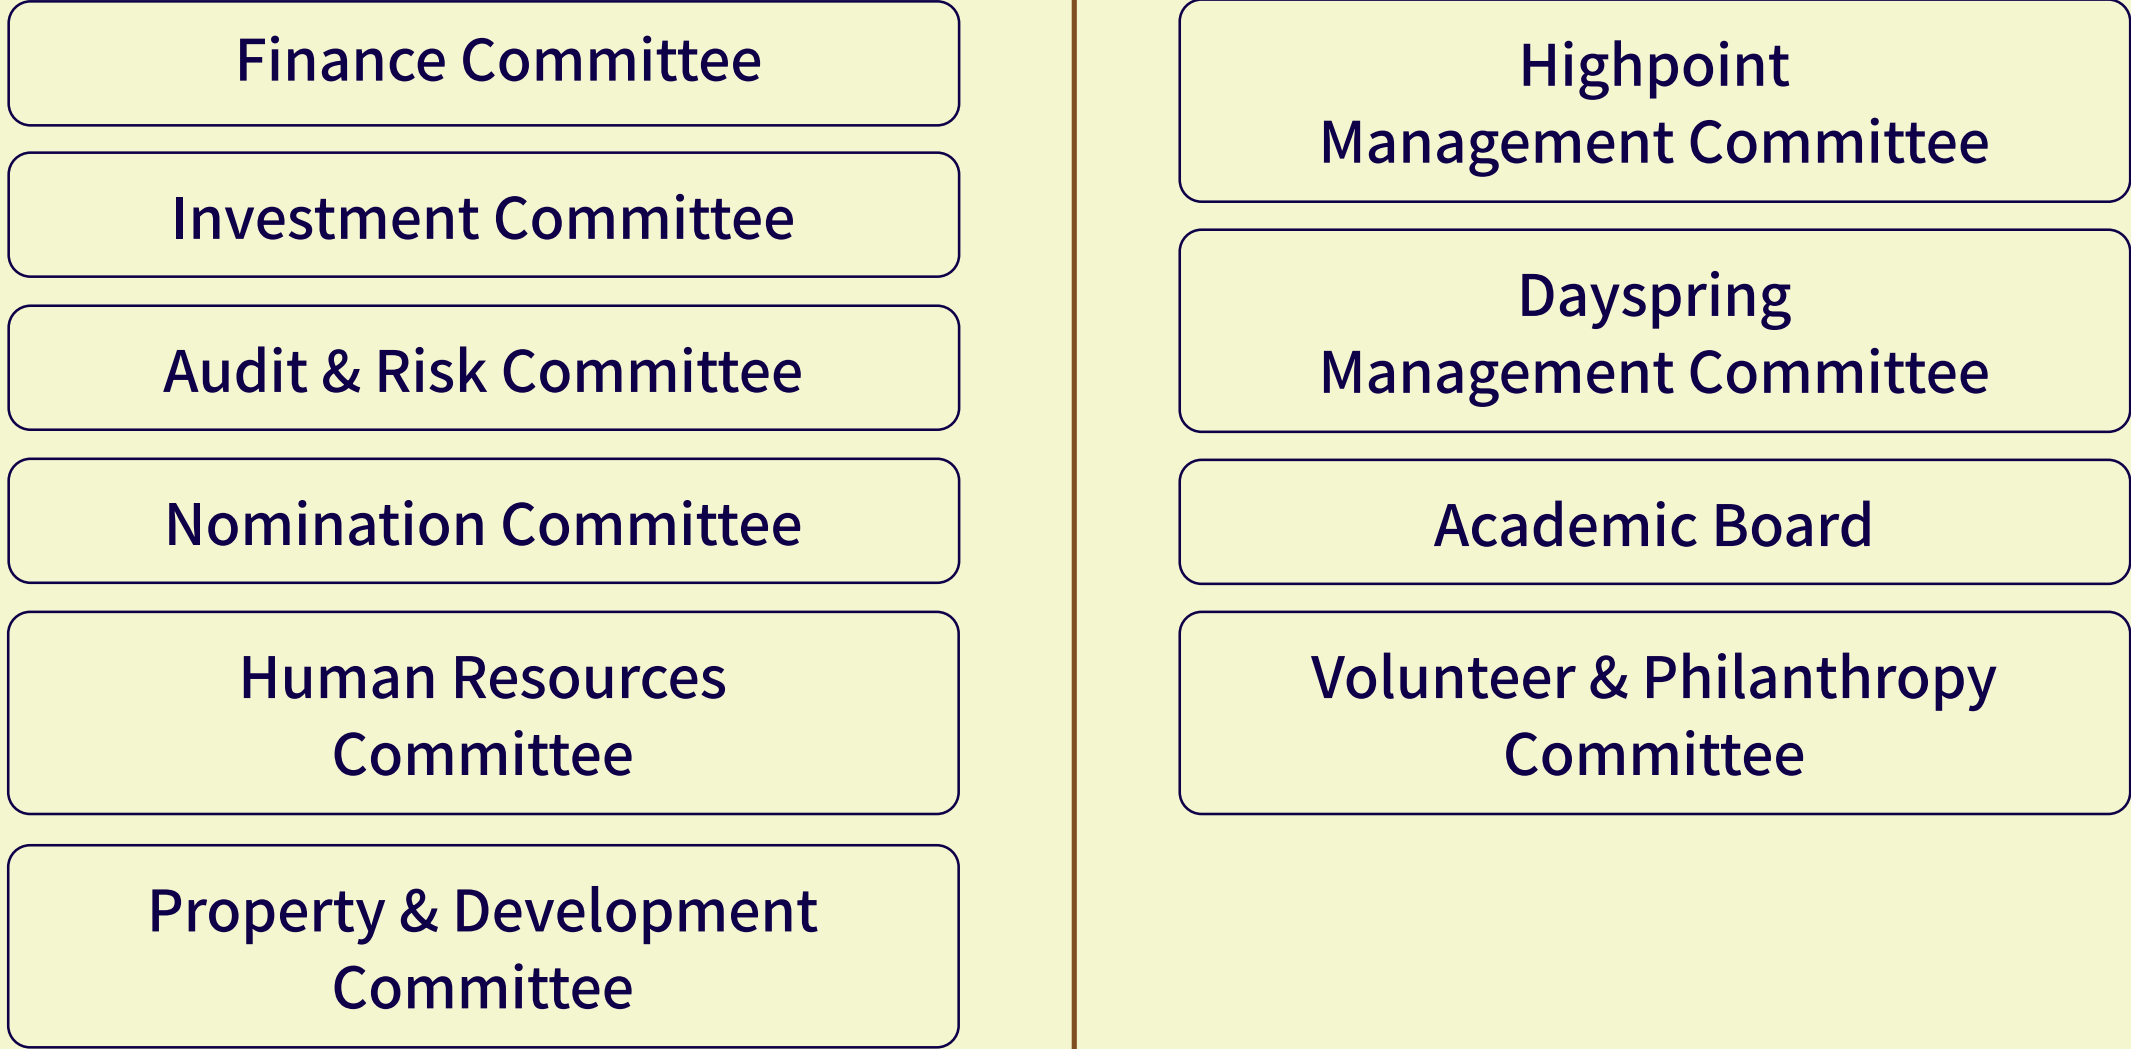 Finance Committee
Investment Committee
Audit & Risk Committee
Nomination Committee
Human Resources
Committee
Property & Development
Committee
Highpoint
Management Committee
Dayspring
Management Committee
Academic Board
Volunteer & Philanthropy
Committee